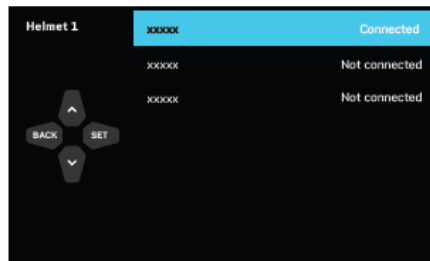 Helmet 1
xxxxx Connected
xxxxx Not connected
xxxxx Not connected
BACK SET